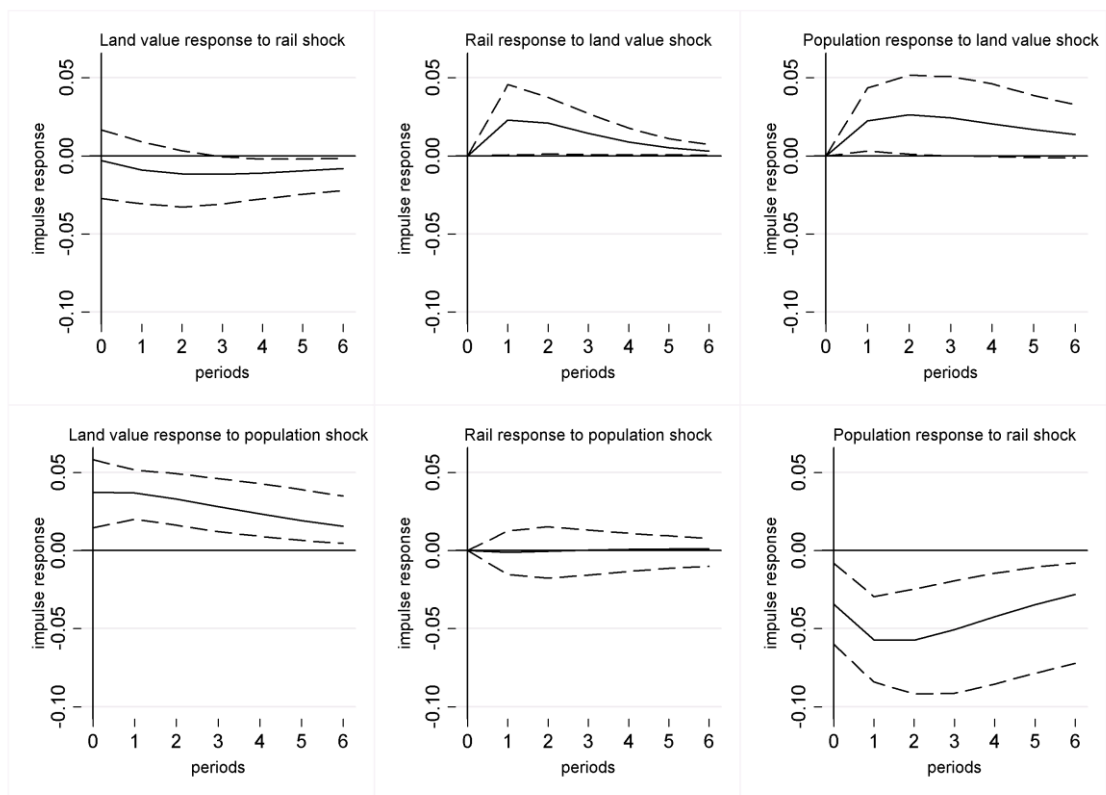 Land value response to rail shock
impulse response
0.05
0.00
-0.05
-0.10
0 1 2 3 4 5 6
periods
Rail response to land value shock
impulse response
0.05
0.00
-0.05
-0.10
0 1 2 3 4 5 6
periods
Population response to land value shock
impulse response
0.05
0.00
-0.05
-0.10
0 1 2 3 4 5 6
periods
Land value response to population shock
impulse response
0.05
0.00
-0.05
-0.10
0 1 2 3 4 5 6
periods
Rail response to population shock
impulse response
0.05
0.00
-0.05
-0.10
0 1 2 3 4 5 6
periods
Population response to rail shock
impulse response
0.05
0.00
-0.05
-0.10
0 1 2 3 4 5 6
periods